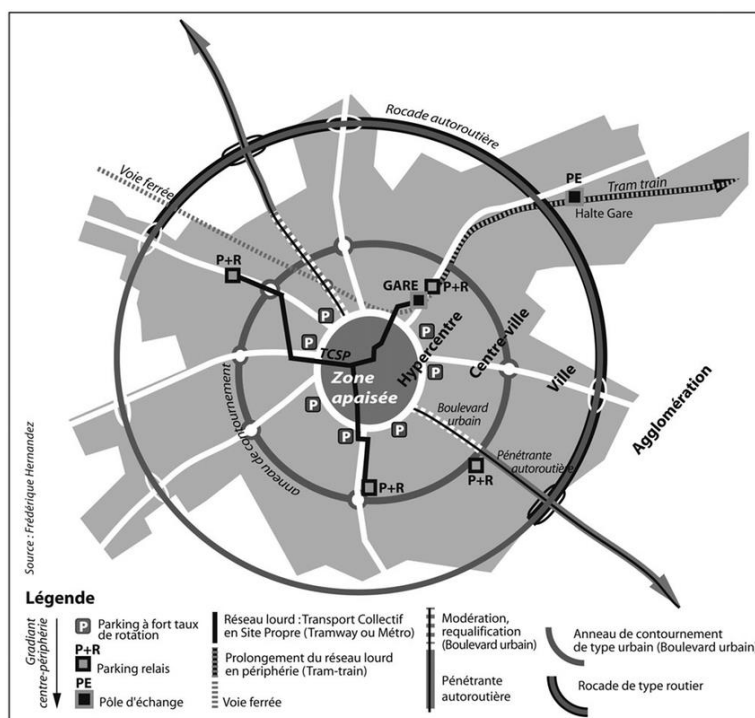 Rocade autoroutière
Voie ferrée
PE
Tram train
Halte Gare
P+R
GARE
P+R
P
P
P
Hypercentre
Centre-ville
TCSP
Zone
apaisée
P
Ville
Agglomération
P
P
P
Boulevard
urbain
anneau de contournement
Pénétrante
autoroutière
P+R
P+R
Source : Frédérique Hernandez
Légende
Gradiant
centre-périphérie
P
Parking à fort taux
de rotation
P+R
Parking relais
PE
Pôle d'échange
Réseau lourd : Transport Collectif
en Site Propre (Tramway ou Métro)
Prolongement du réseau lourd
en périphérie (Tram-train)
Voie ferrée
Modération,
requalification
(Boulevard urbain)
Pénétrante
autoroutière
Anneau de contournement
de type urbain (Boulevard urbain)
Rocade de type routier